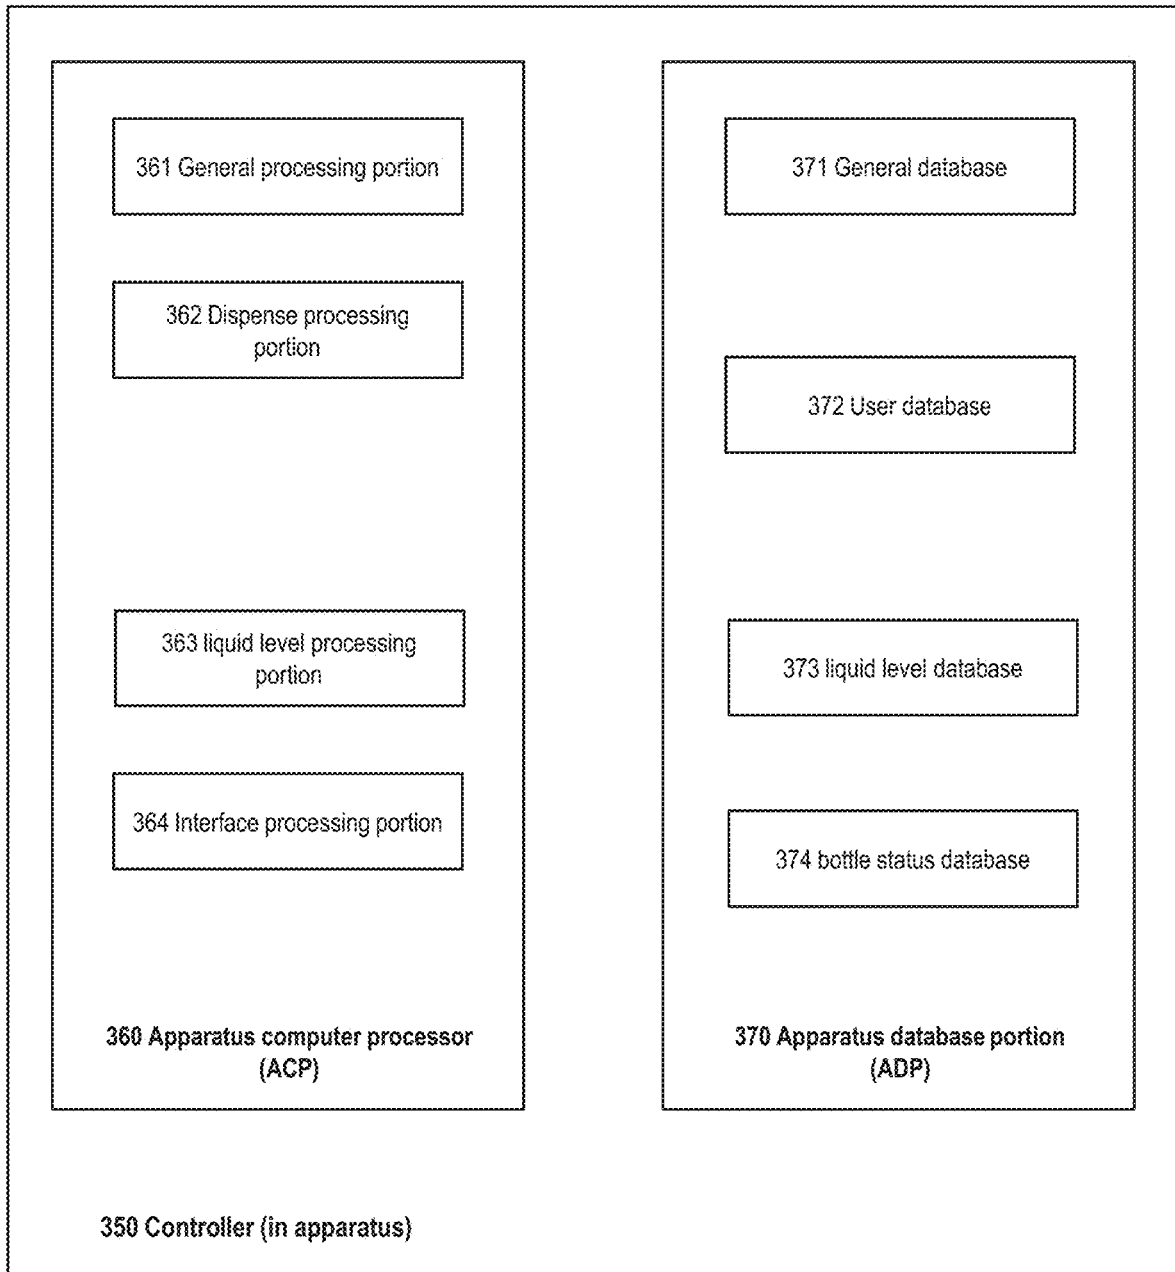 361 General processing portion
362 Dispense processing
portion
363 liquid level processing
portion
364 Interface processing portion
360 Apparatus computer processor
(ACP)
371 General database
372 User database
373 liquid level database
374 bottle status database
370 Apparatus database portion
(ADP)
350 Controller (in apparatus)